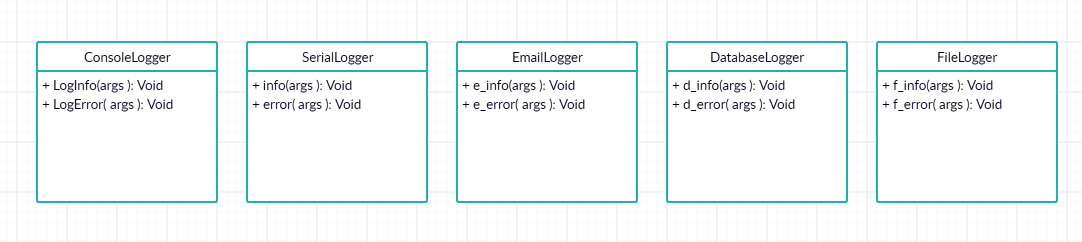 ConsoleLogger
+ LogInfo(args ): Void
+ LogError( args ): Void
SerialLogger
+ info(args ): Void
+ error( args ): Void
EmailLogger
+ e_info(args ): Void
+ e_error( args ): Void
DatabaseLogger
+ d_info(args ): Void
+ d_error( args ): Void
FileLogger
+ f_info(args ): Void
+ f_error( args ): Void